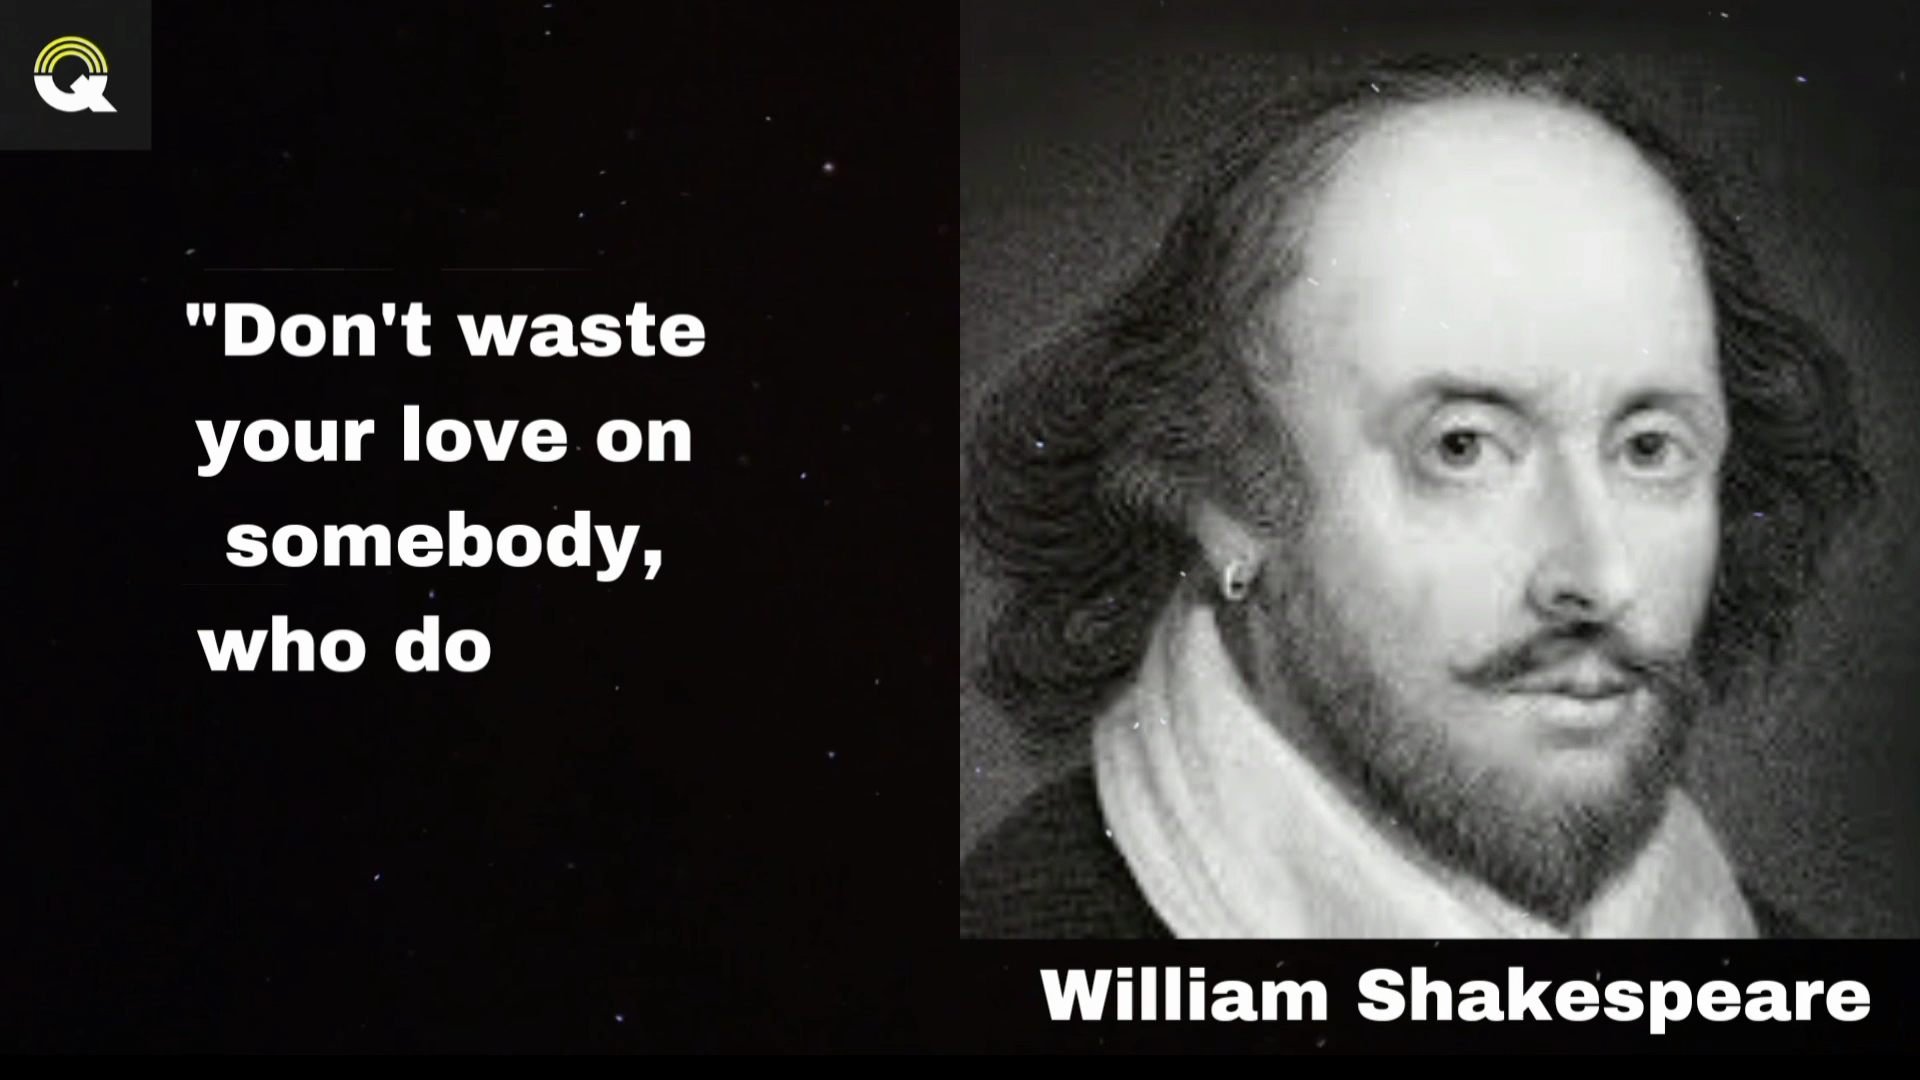 "Don't waste
your love on
somebody,
who do
William Shakespeare